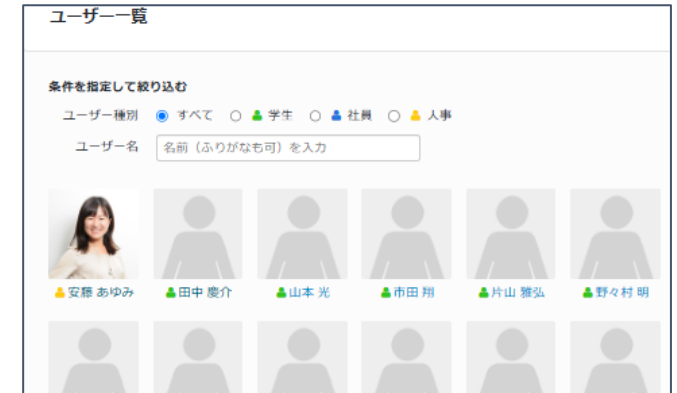 ユーザー一覧
条件を指定して絞り込む
ユーザー種別 すべて 学生 社員 人事
ユーザー名 名前（ふりがなも可）を入力
安藤 あゆみ 田中 慶介 山本 光 市田 翔 片山 雅弘 野々村 明